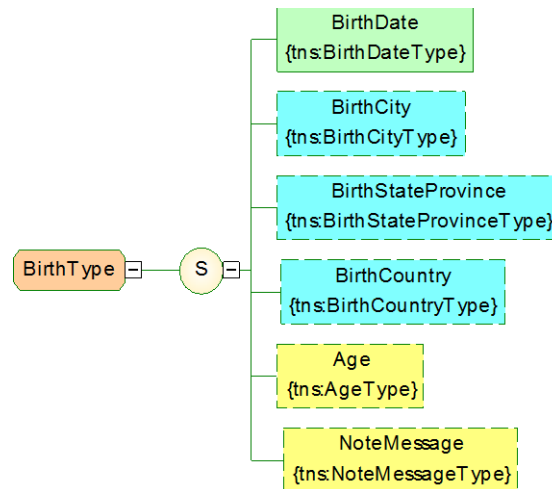 BirthDate
{tns:BirthDateType}
BirthCity
{tns:BirthCityType}
BirthStateProvince
{tns:BirthStateProvinceType}
BirthType
S
BirthCountry
{tns:BirthCountryType}
Age
{tns:AgeType}
NoteMessage
{tns:NoteMessageType}